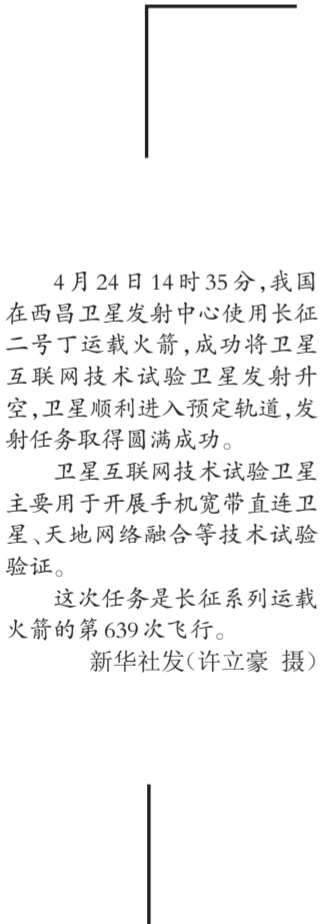 4月24日14时35分，我国
在西昌卫星发射中心使用长征
二号丁运载火箭，成功将卫星
互联网技术试验卫星发射升
空，卫星顺利进入预定轨道，发
射任务取得圆满成功。
卫星互联网技术试验卫星
主要用于开展手机宽带直连卫
星、天地网络融合等技术试验
验证。
这次任务是长征系列运载
火箭的第639次飞行。
新华社发（许立豪 摄）